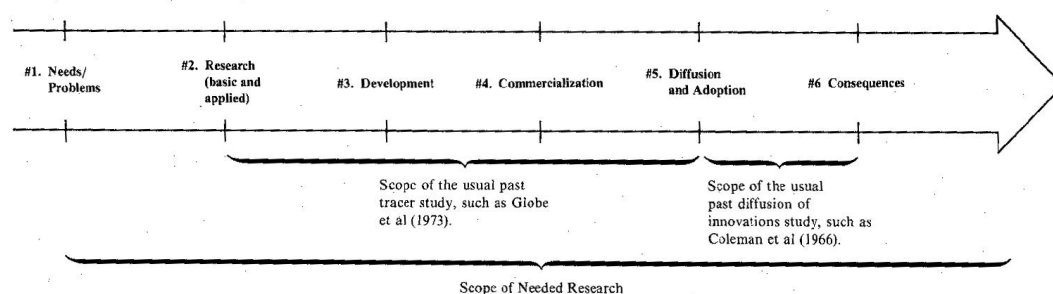 #1. Needs/
Problems
#2. Research
(basic and
applied)
#3. Development
#4. Commercialization
#5. Diffusion
and Adoption
#6 Consequences
Scope of the usual past
tracer study, such as Globe
et al (1973).
Scope of the usual
past diffusion of
innovations study, such as
Coleman et al (1966).
Scope of Needed Research